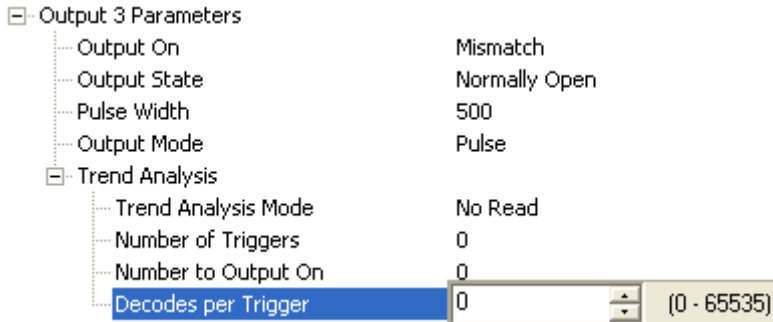 Output 3 Parameters
Output On Mismatch
Output State Normally Open
Pulse Width 500
Output Mode Pulse
Trend Analysis
Trend Analysis Mode No Read
Number of Triggers 0
Number to Output On 0
Decodes per Trigger 0 (0 - 65535)